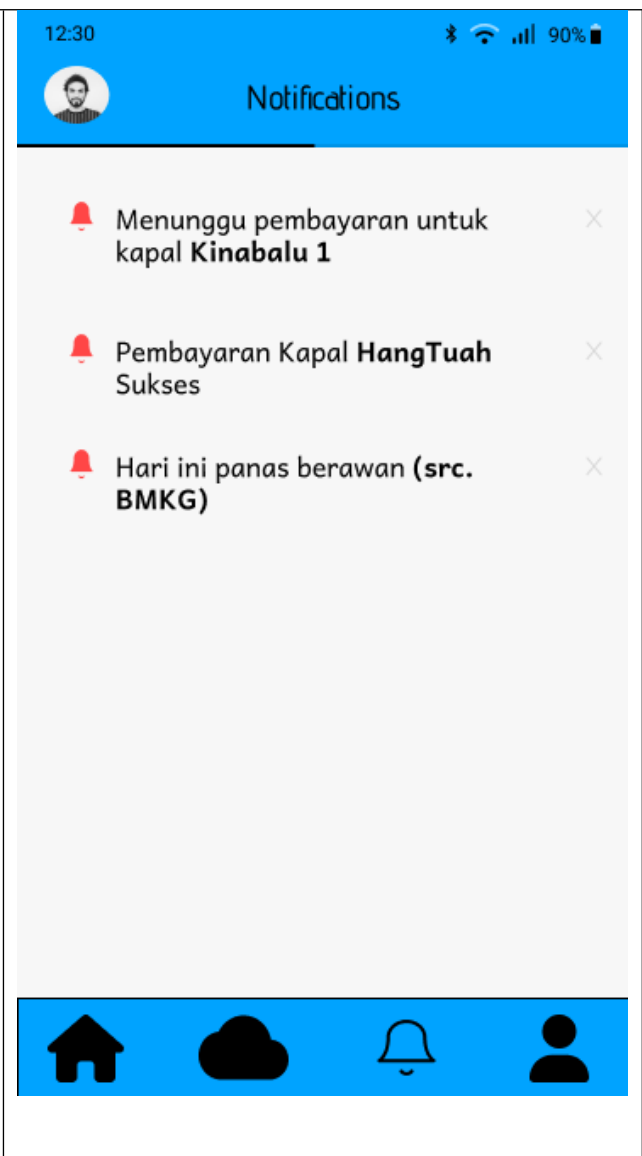 12:30 90%
Notifications
Menunggu pembayaran untuk
kapal Kinabalu 1
Pembayaran Kapal HangTuah
Sukses
Hari ini panas berawan (src.
BMKG)